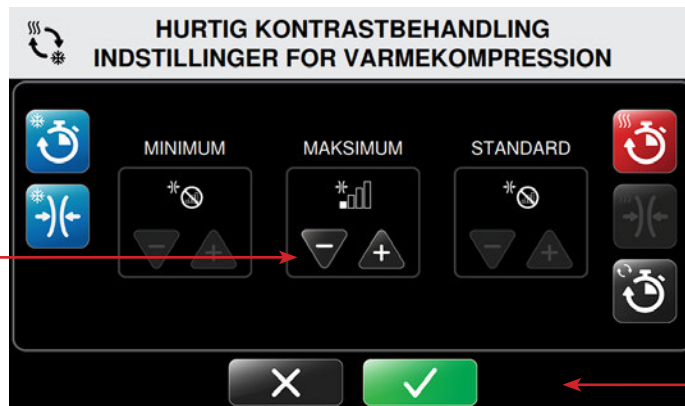 HURTIG KONTRASTBEHANDLING
INDSTILLINGER FOR VARMEKOMPRESSION
MINIMUM MAKSIMUM STANDARD